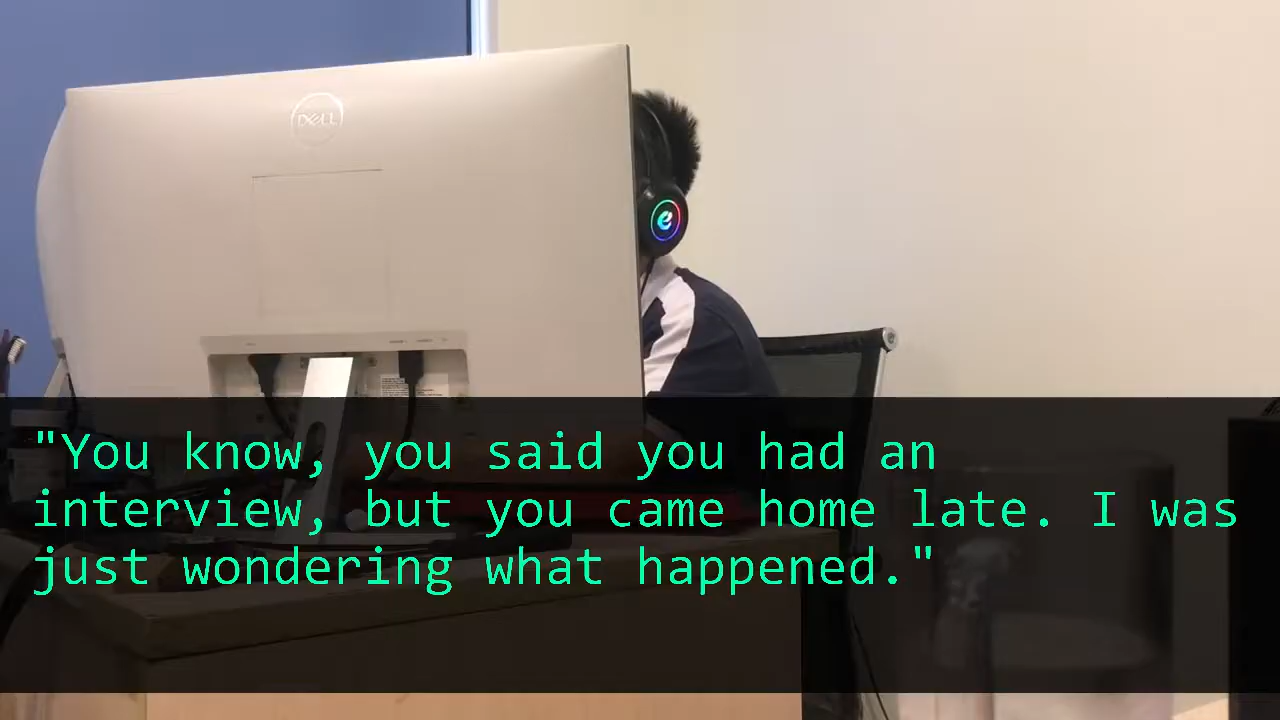 DELL
"You know, you said you had an
interview, but you came home late. I was
just wondering what happened."